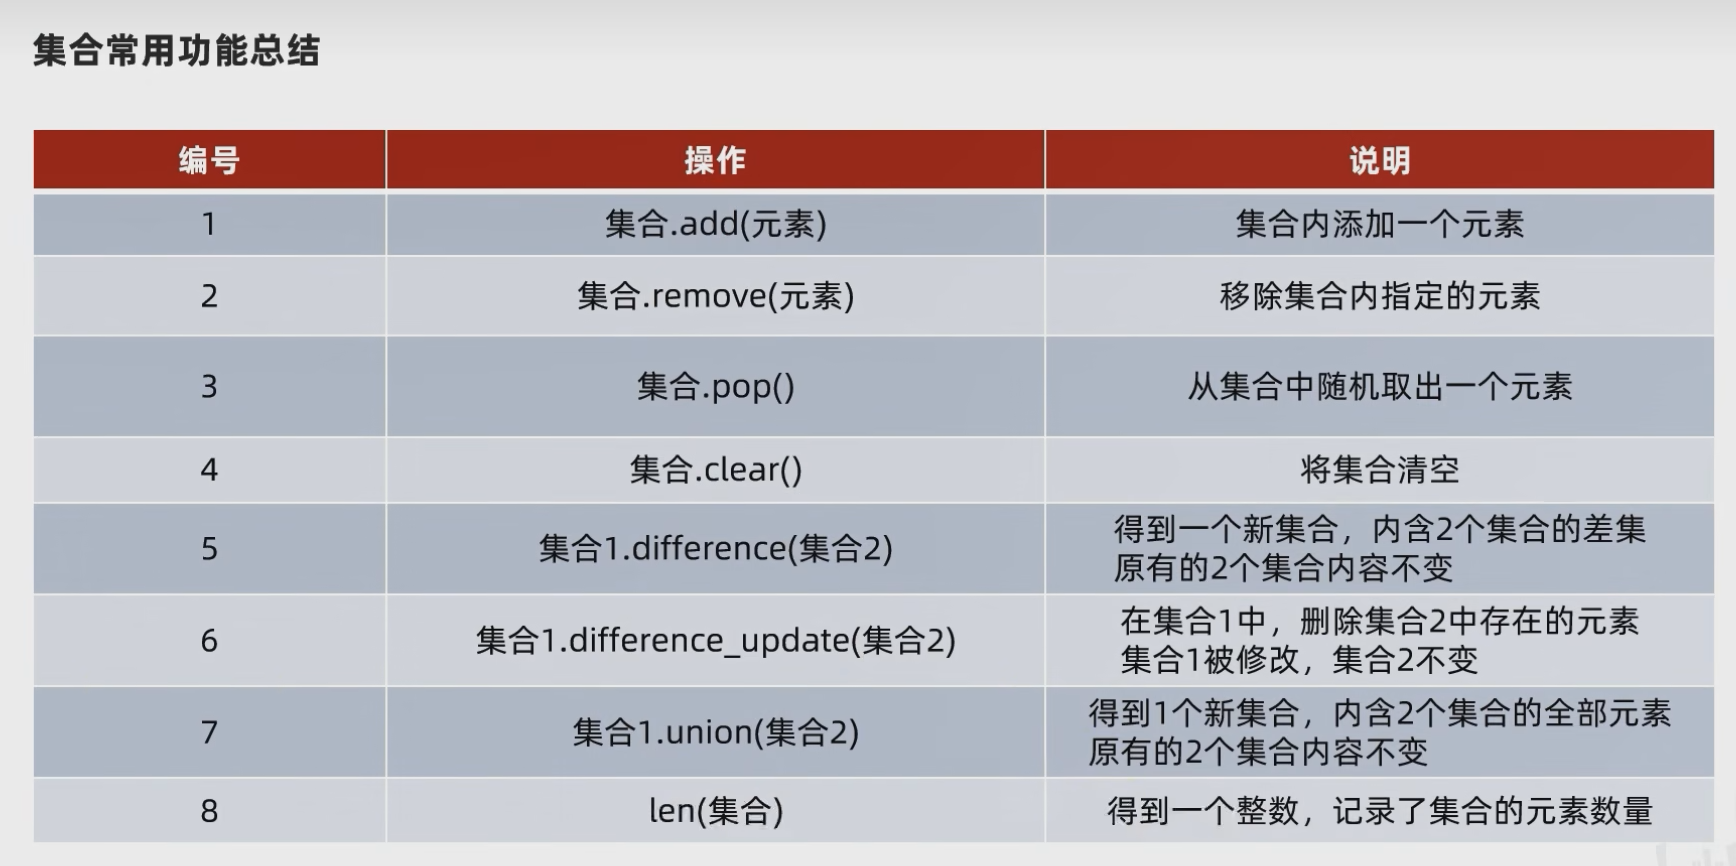 集合常用功能总结
编号 操作 说明
1 集合.add(元素) 集合内添加一个元素
2 集合.remove(元素) 移除集合内指定的元素
3 集合.pop() 从集合中随机取出一个元素
4 集合.clear() 将集合清空
5 集合1.difference(集合2) 得到一个新集合，内含2个集合的差集
原有的2个集合内容不变
6 集合1.difference_update(集合2) 在集合1中，删除集合2中存在的元素
集合1被修改，集合2不变
7 集合1.union(集合2) 得到1个新集合，内含2个集合的全部元素
原有的2个集合内容不变
8 len(集合) 得到一个整数，记录了集合的元素数量